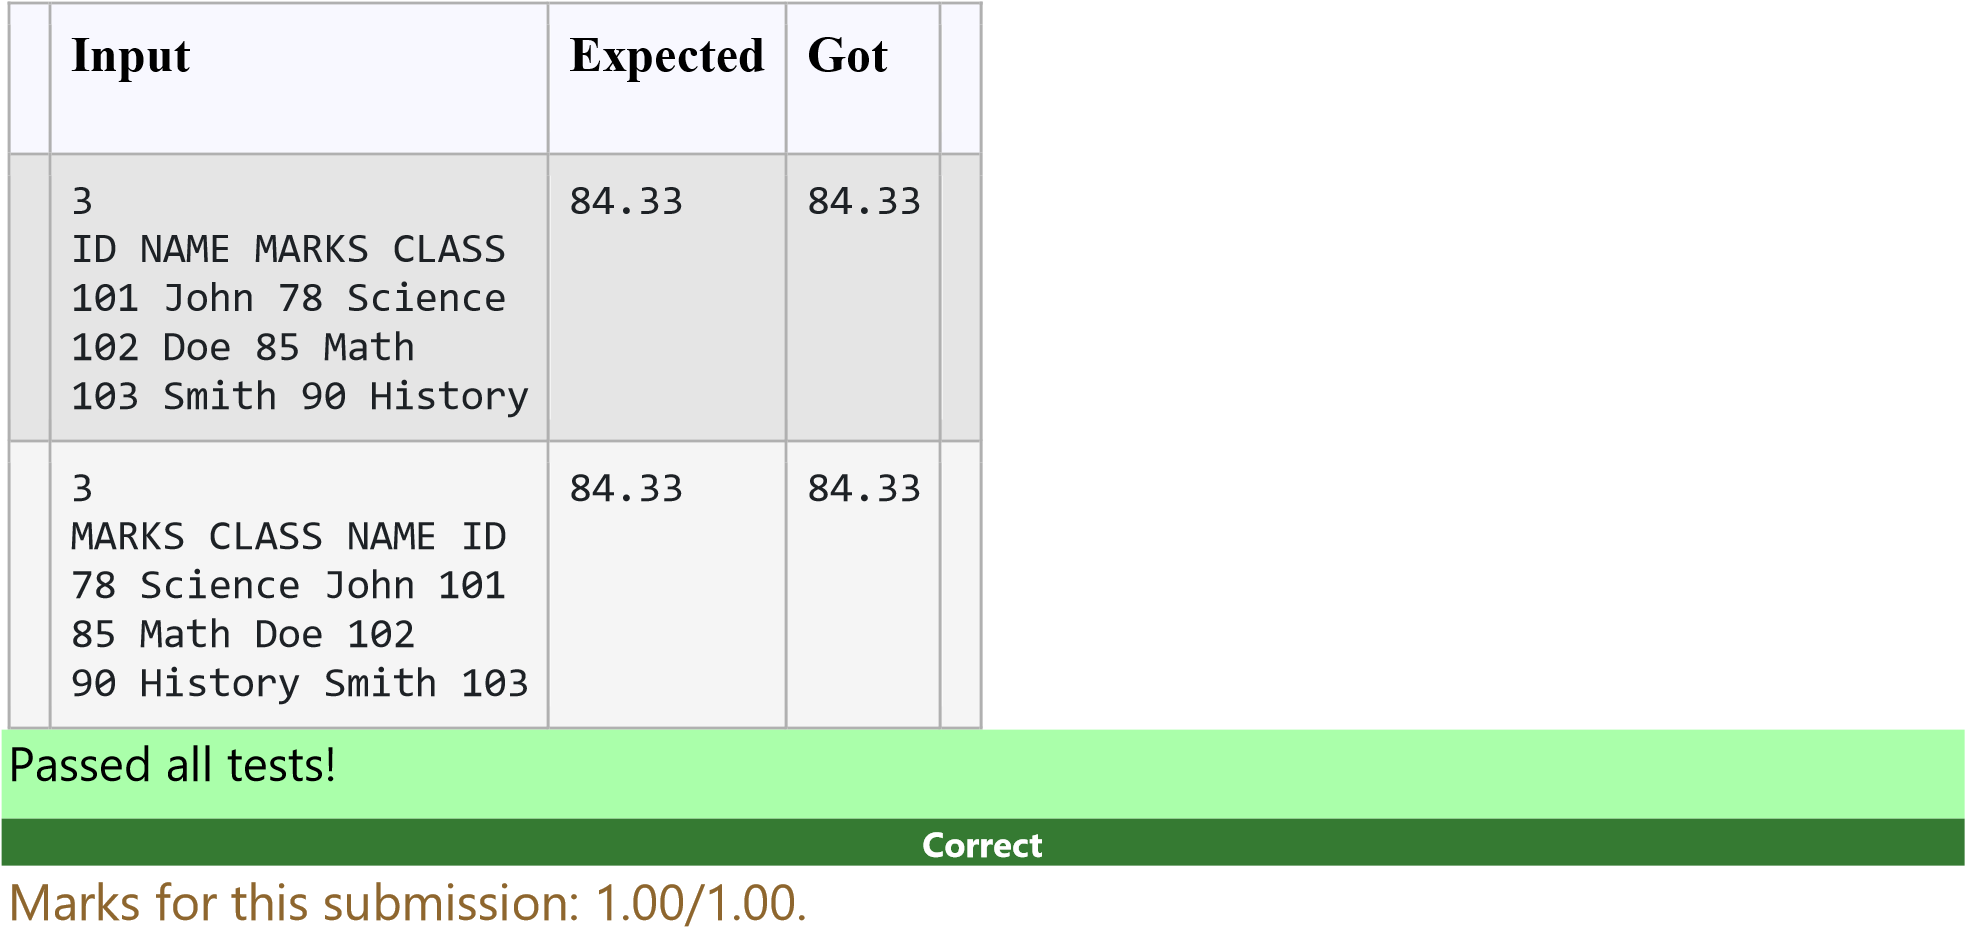 Input Expected Got
3 84.33 84.33
ID NAME MARKS CLASS
101 John 78 Science
102 Doe 85 Math
103 Smith 90 History
3 84.33 84.33
MARKS CLASS NAME ID
78 Science John 101
85 Math Doe 102
90 History Smith 103
Passed all tests!
Correct
Marks for this submission: 1.00/1.00.